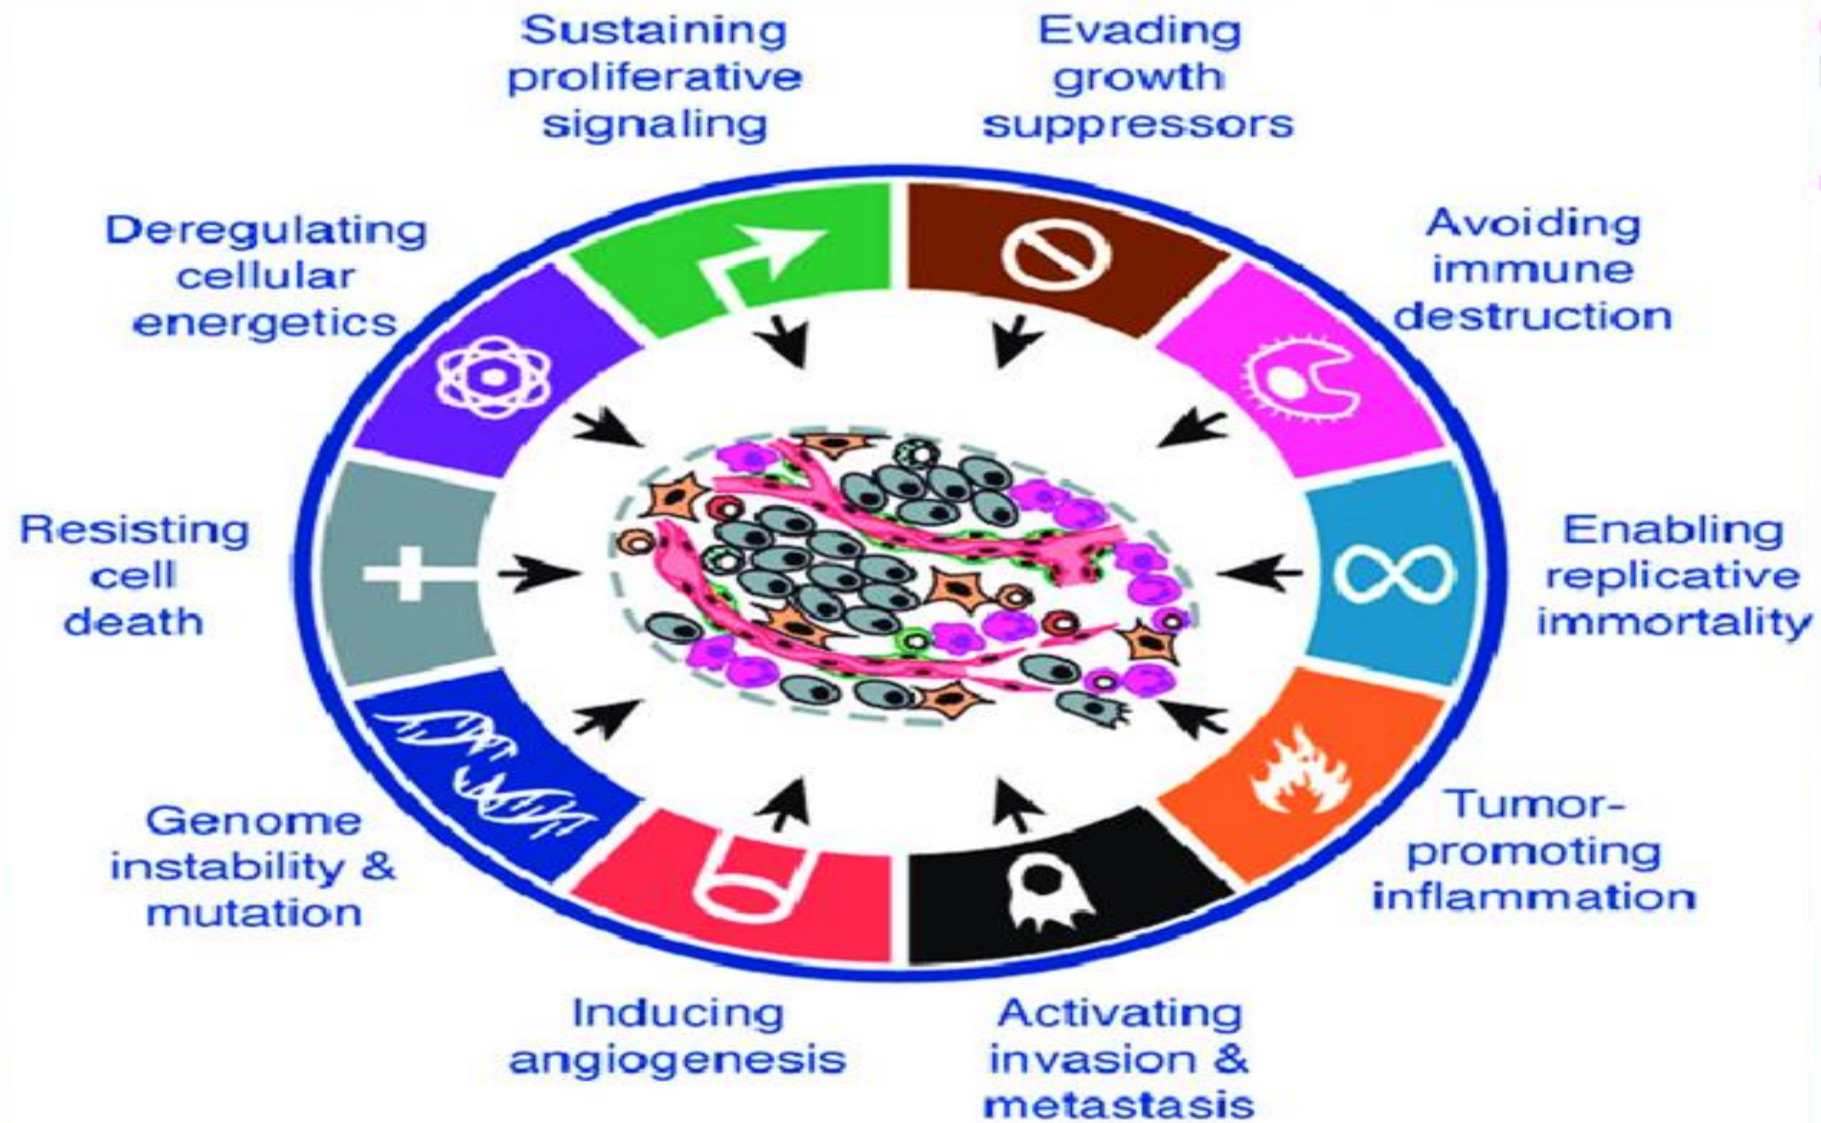 Sustaining
proliferative
signaling
Evading
growth
suppressors
Avoiding
immune
destruction
Enabling
replicative
immortality
Tumor-
promoting
inflammation
Activating
invasion &
metastasis
Inducing
angiogenesis
Genome
instability &
mutation
Resisting
cell
death
Deregulating
cellular
energetics